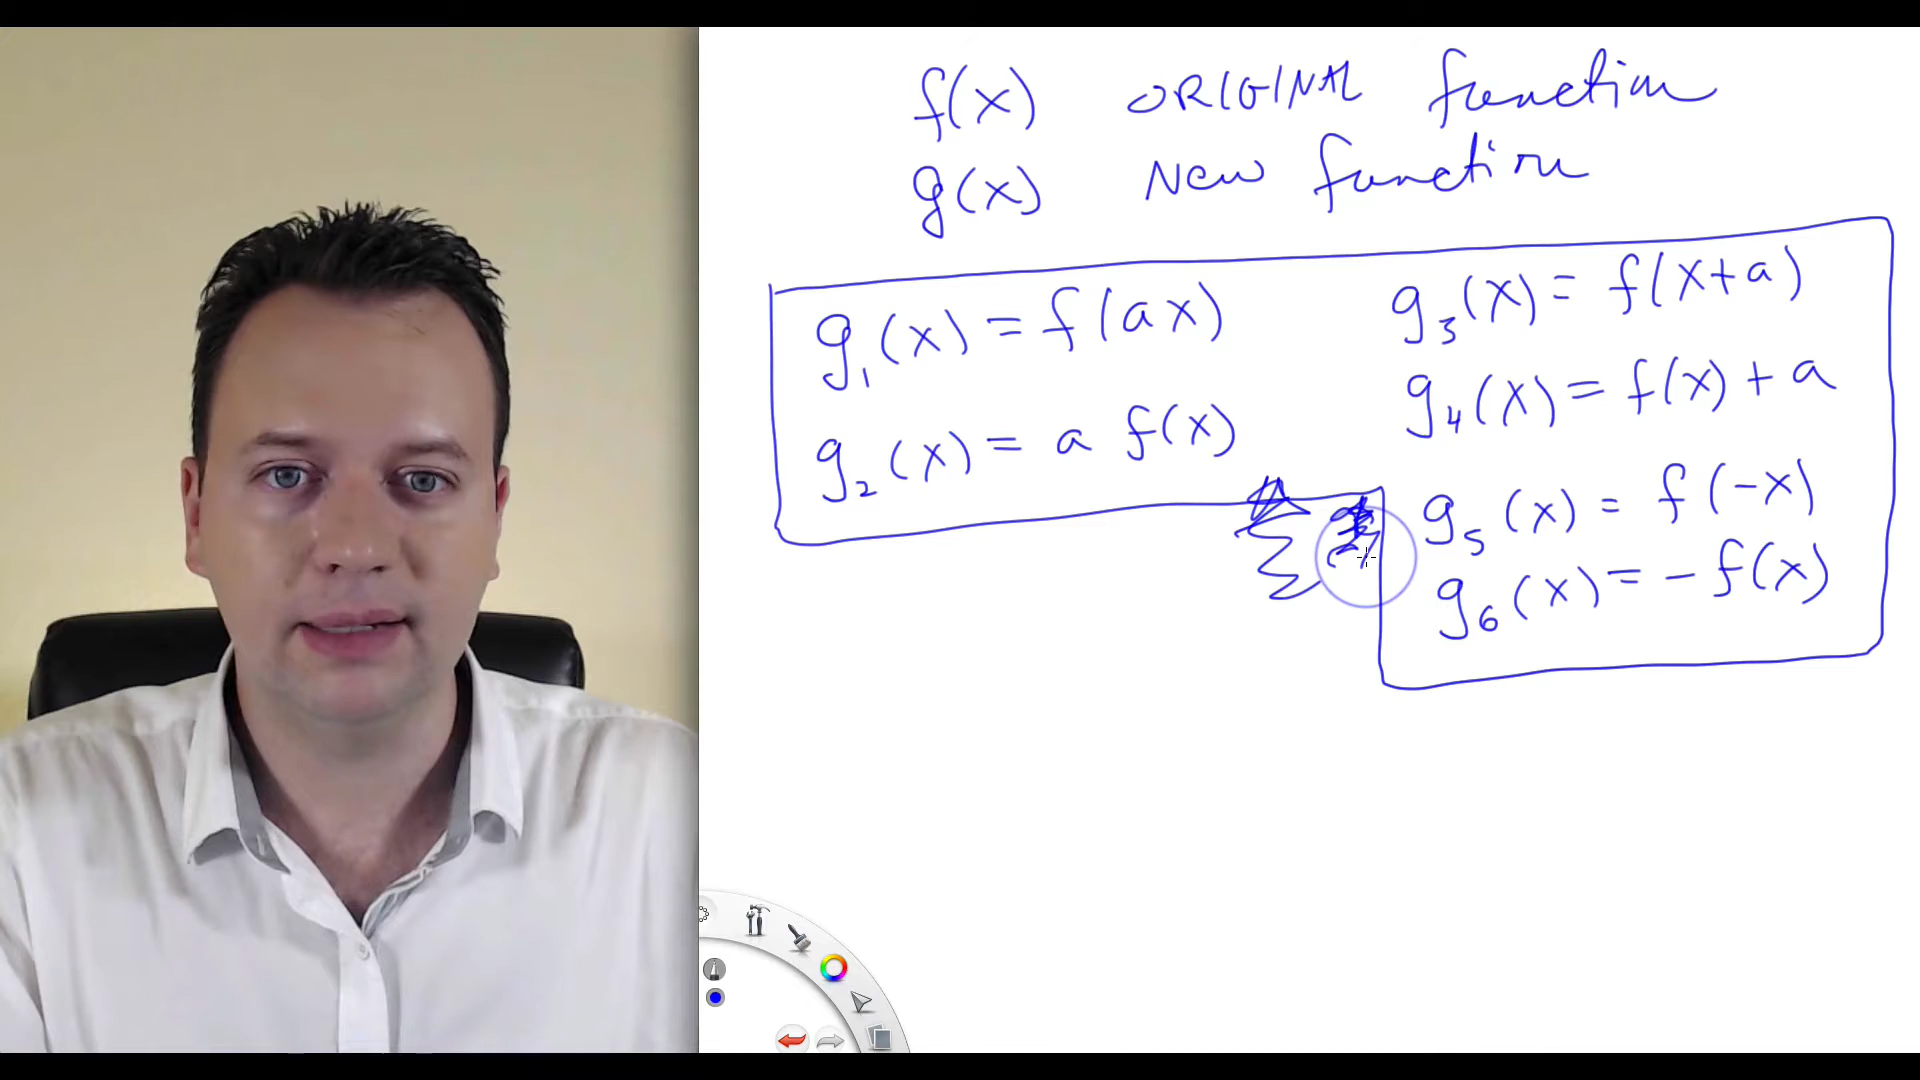 f(x) ORIGINAL function
g(x) New function
g₁(x) = f(ax)
g₂(x) = a f(x)
g₃(x) = f(x+a)
g₄(x) = f(x) + a
g₅(x) = f(-x)
g₆(x) = - f(x)